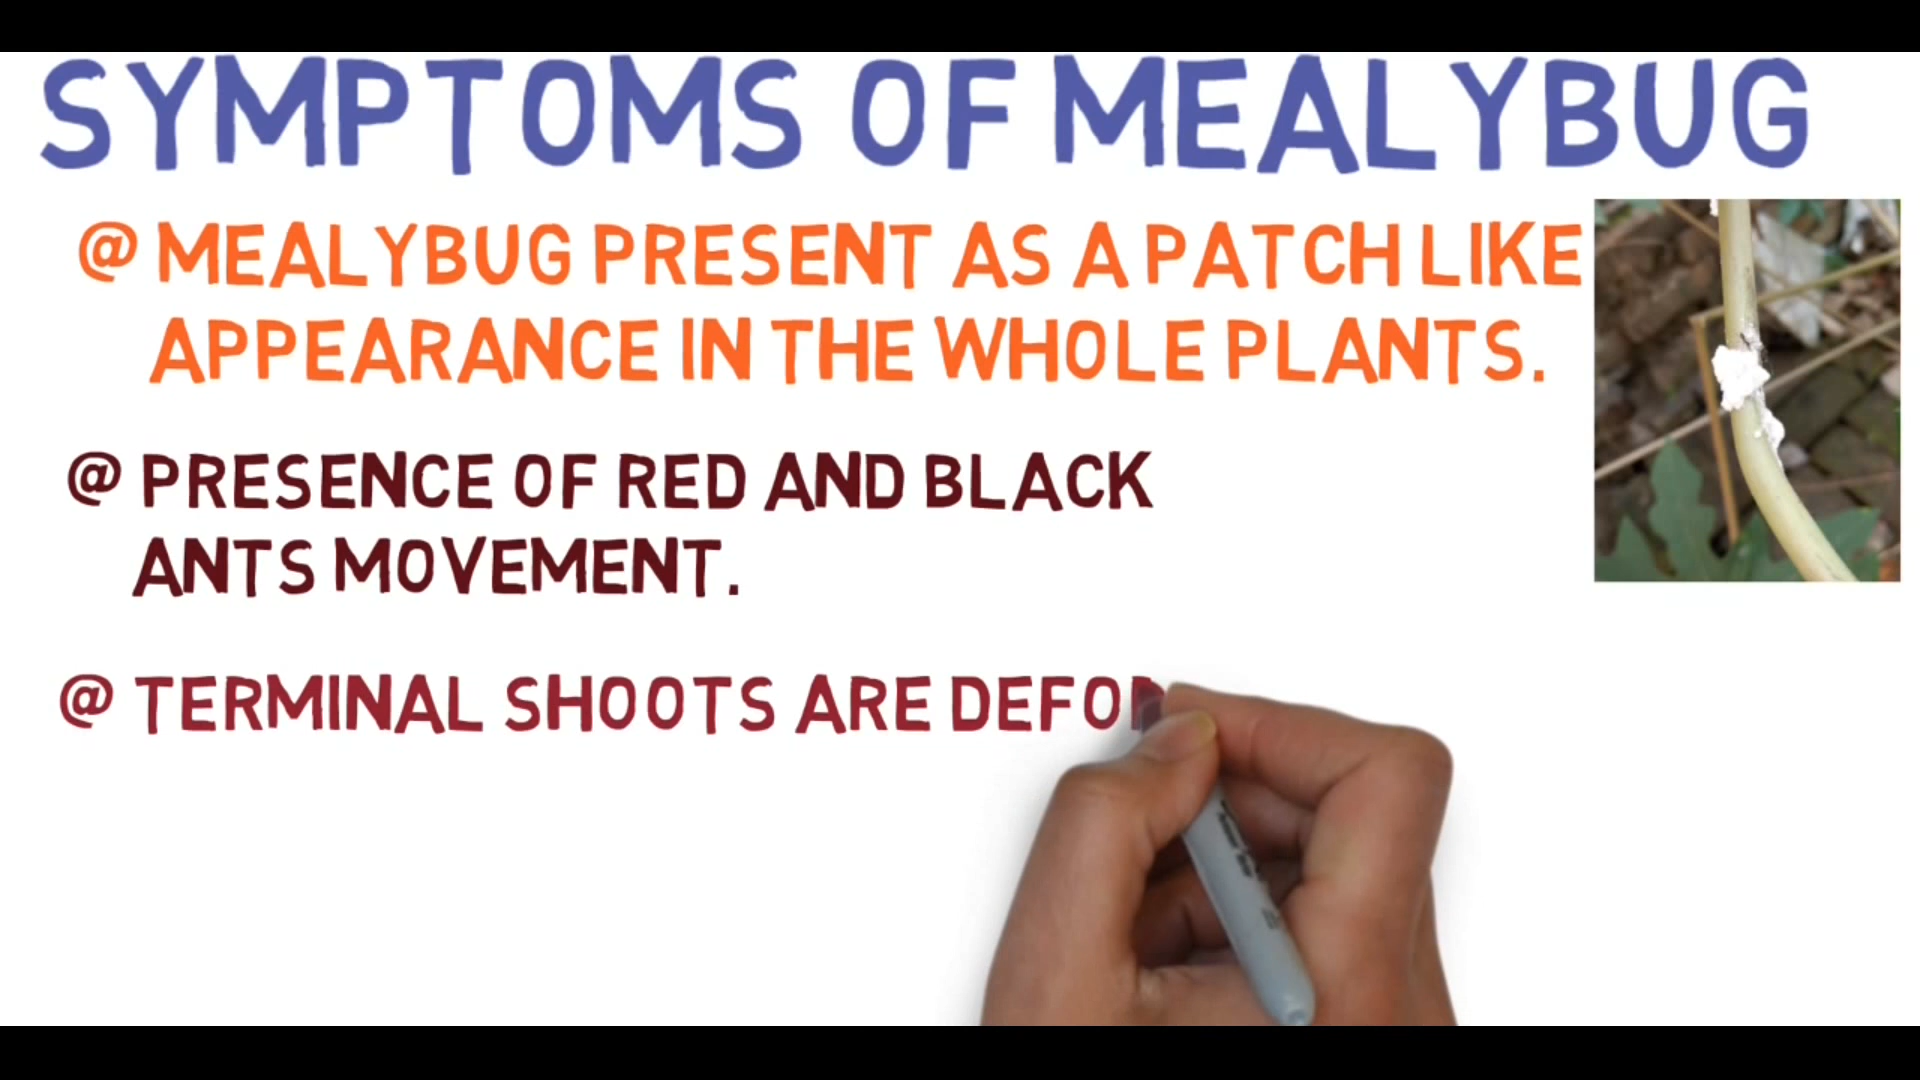 SYMPTOMS OF MEALYBUG
@ MEALYBUG PRESENT AS A PATCH LIKE
APPEARANCE IN THE WHOLE PLANTS.
@ PRESENCE OF RED AND BLACK
ANTS MOVEMENT.
@ TERMINAL SHOOTS ARE